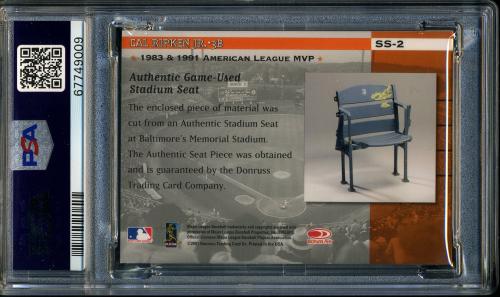 CAL RIPKEN JR.•3B
SS-2
★ 1983 & 1991 AMERICAN LEAGUE MVP ★
Authentic Game-Used
Stadium Seat
The enclosed piece of material was
cut from an Authentic Stadium Seat
at Baltimore's Memorial Stadium.
The Authentic Seat Piece was obtained
and is guaranteed by the Donruss
Trading Card Company.
67749009
PSA